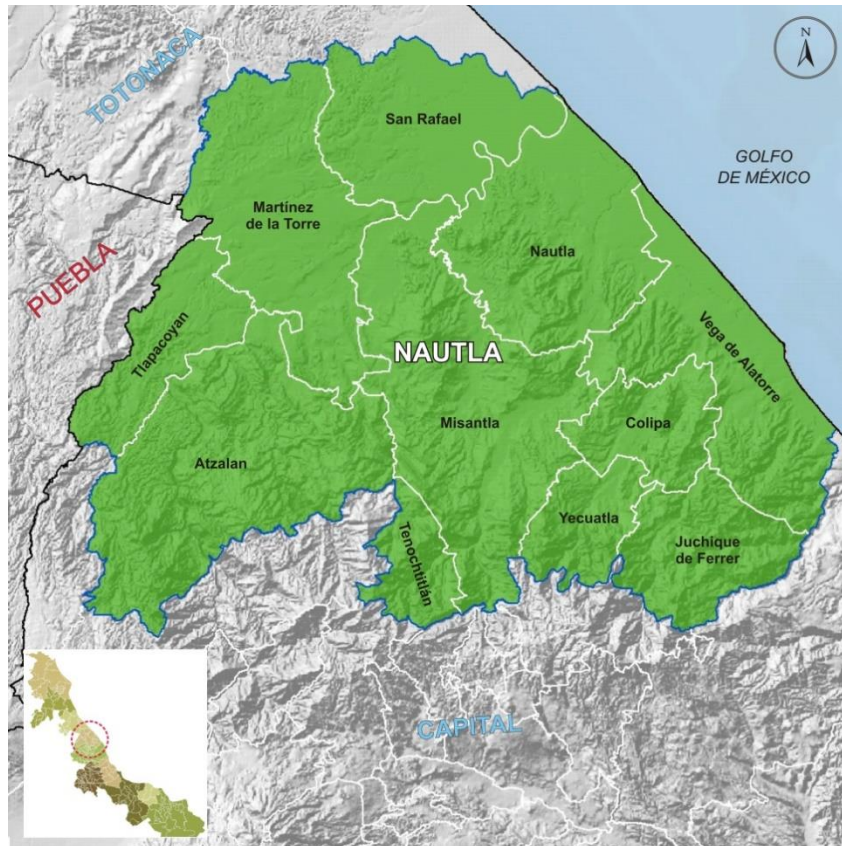 N
TOTONACA
San Rafael
GOLFO
DE MÉXICO
Martínez
de la Torre
Nautla
PUEBLA
Tlapacoyan
Vega de Alatorre
NAUTLA
Misantla
Colipa
Atzalan
Yecuatla
Tenochtitlán
Juchique
de Ferrer
CAPITAL